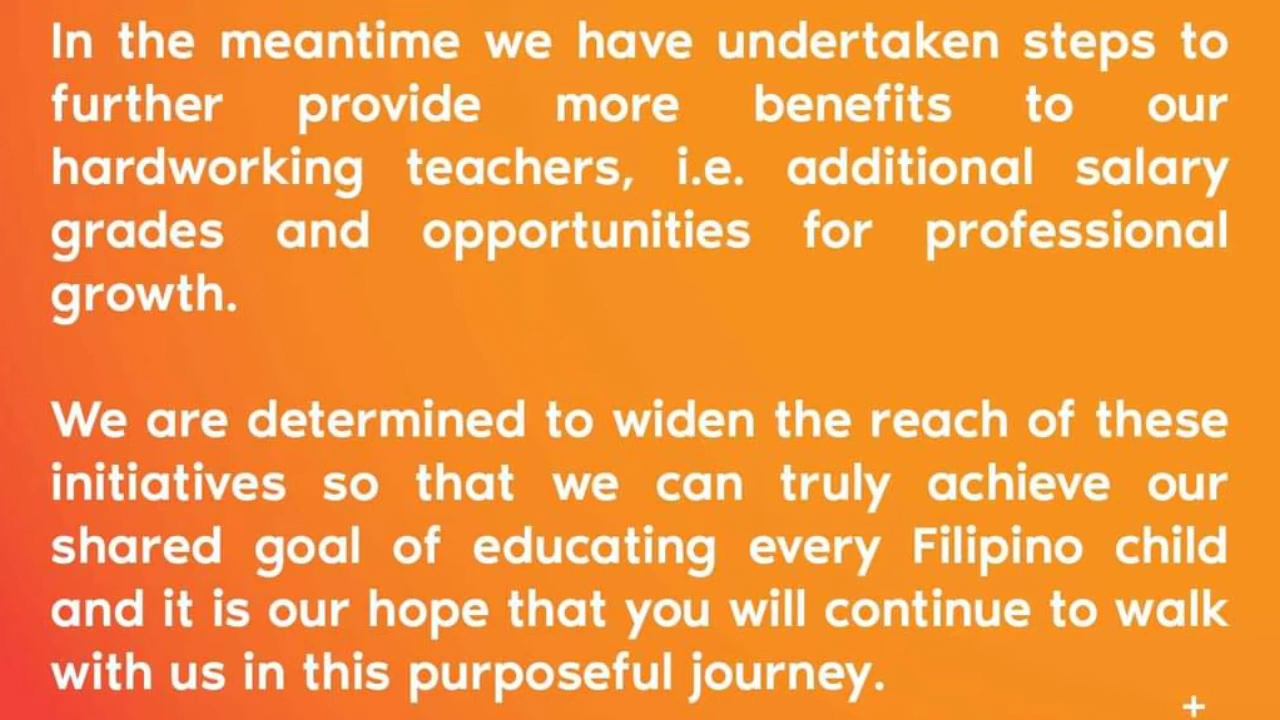 In the meantime we have undertaken steps to
further provide more benefits to our
hardworking teachers, i.e. additional salary
grades and opportunities for professional
growth.
We are determined to widen the reach of these
initiatives so that we can truly achieve our
shared goal of educating every Filipino child
and it is our hope that you will continue to walk
with us in this purposeful journey.
+